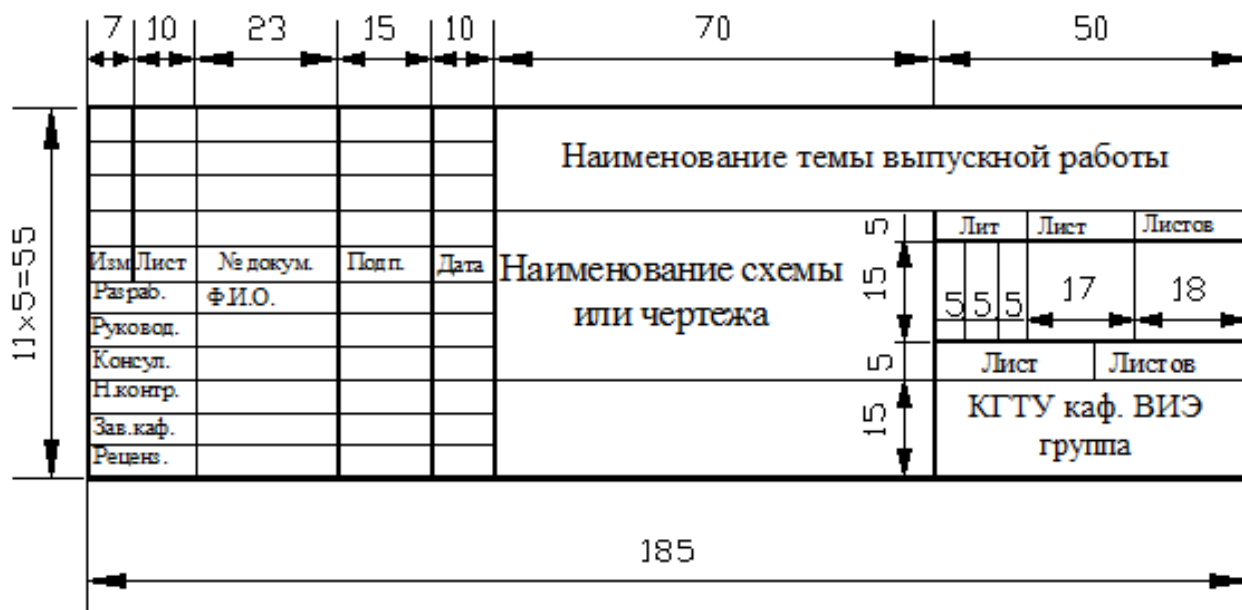 7 10 23 15 10 70 50
Наименование темы выпускной работы
5 Лит Лист Листов
Изм Лист № докум. Подп. Дата
Наименование схемы
или чертежа
15 5 5 5 17 18
Разраб. Ф.И.О.
Руковод.
Консул.
5 Лист Листов
Н.контр.
Зав.каф.
Реценз.
15 КГТУ каф. ВИЭ
группа
11×5=55
185